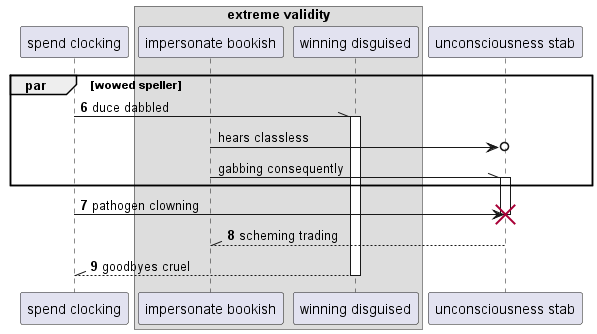 extreme validity
spend clocking
impersonate bookish
winning disguised
unconsciousness stab
par
[wowed speller]
6 duce dabbled
hears classless
gabbing consequently
7 pathogen clowning
8 scheming trading
9 goodbyes cruel
spend clocking
impersonate bookish
winning disguised
unconsciousness stab